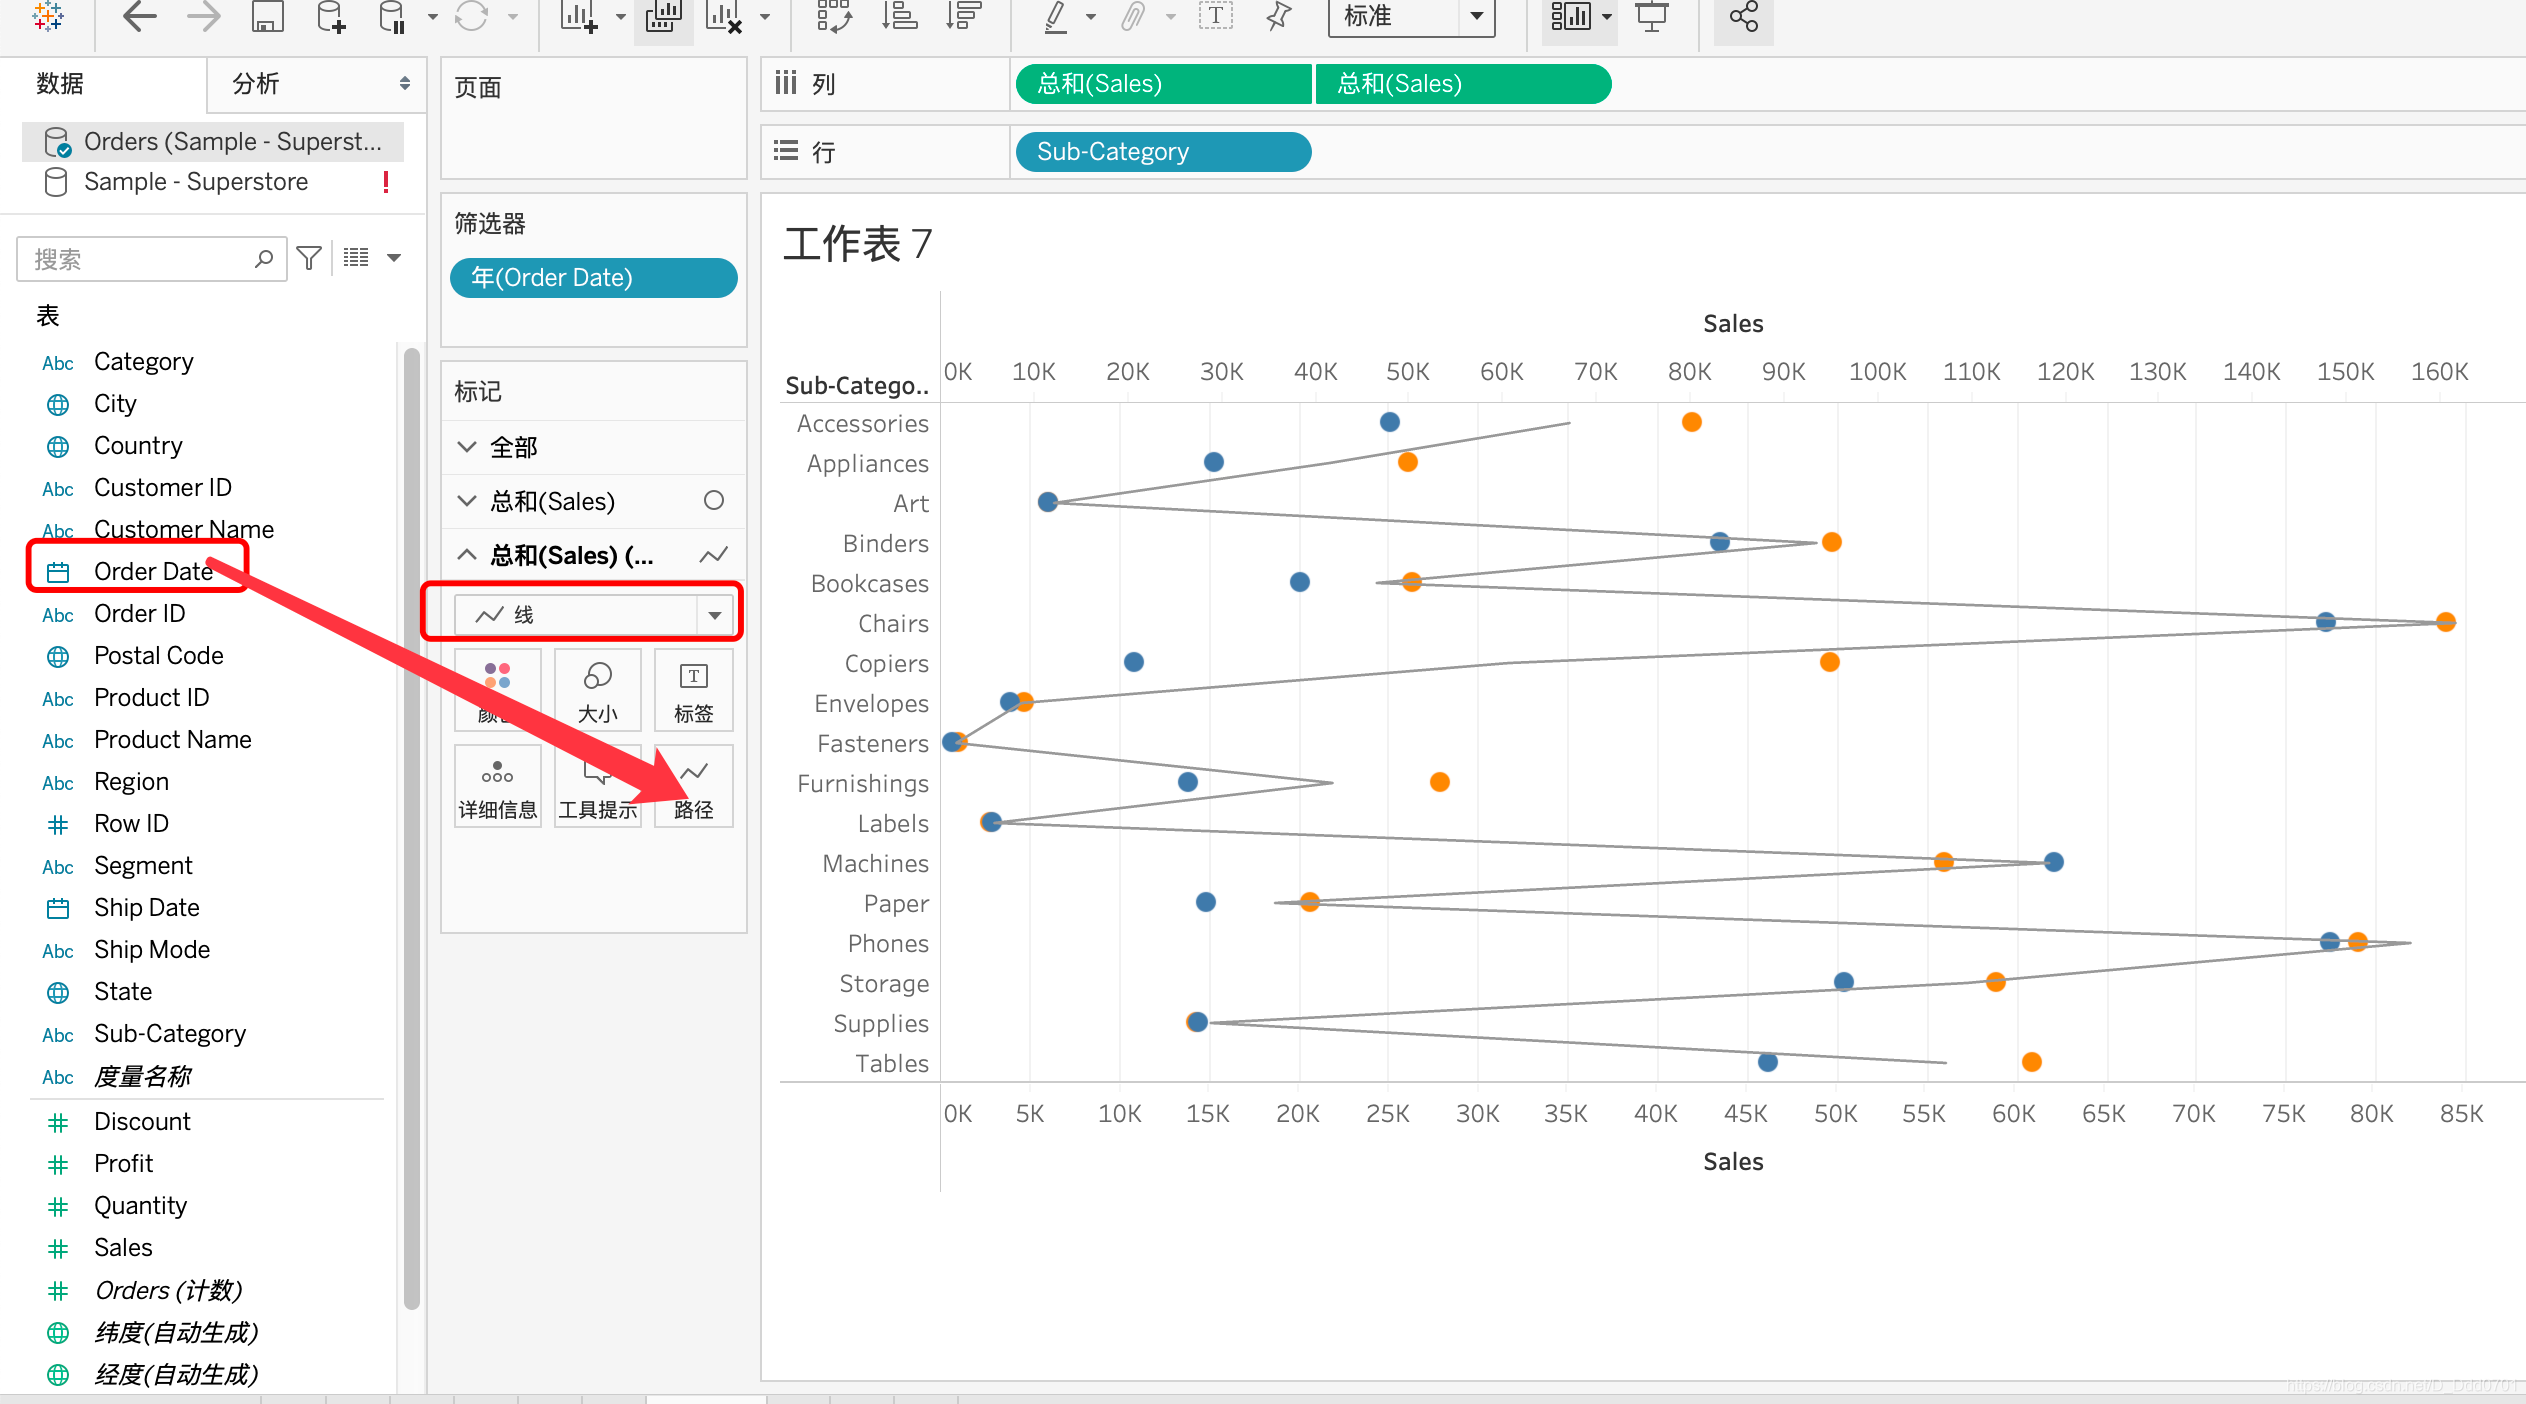 标准
数据
分析
Orders (Sample - Superst...
Sample - Superstore
搜索
表
Abc Category
City
Country
Abc Customer ID
Abc Customer Name
Order Date
Abc Order ID
Postal Code
Abc Product ID
Abc Product Name
Abc Region
Row ID
Abc Segment
Ship Date
Abc Ship Mode
State
Abc Sub-Category
Abc 度量名称
Discount
Profit
Quantity
Sales
Orders (计数)
纬度(自动生成)
经度(自动生成)
页面
筛选器
年(Order Date)
标记
全部
总和(Sales)
总和(Sales) (...
线
大小
标签
详细信息
工具提示
路径
列
总和(Sales)
总和(Sales)
行
Sub-Category
工作表 7
Sales
Sub-Catego..
0K 10K 20K 30K 40K 50K 60K 70K 80K 90K 100K 110K 120K 130K 140K 150K 160K
Accessories
Appliances
Art
Binders
Bookcases
Chairs
Copiers
Envelopes
Fasteners
Furnishings
Labels
Machines
Paper
Phones
Storage
Supplies
Tables
0K 5K 10K 15K 20K 25K 30K 35K 40K 45K 50K 55K 60K 65K 70K 75K 80K 85K
Sales
https://blog.csdn.net/D_Ddd0701